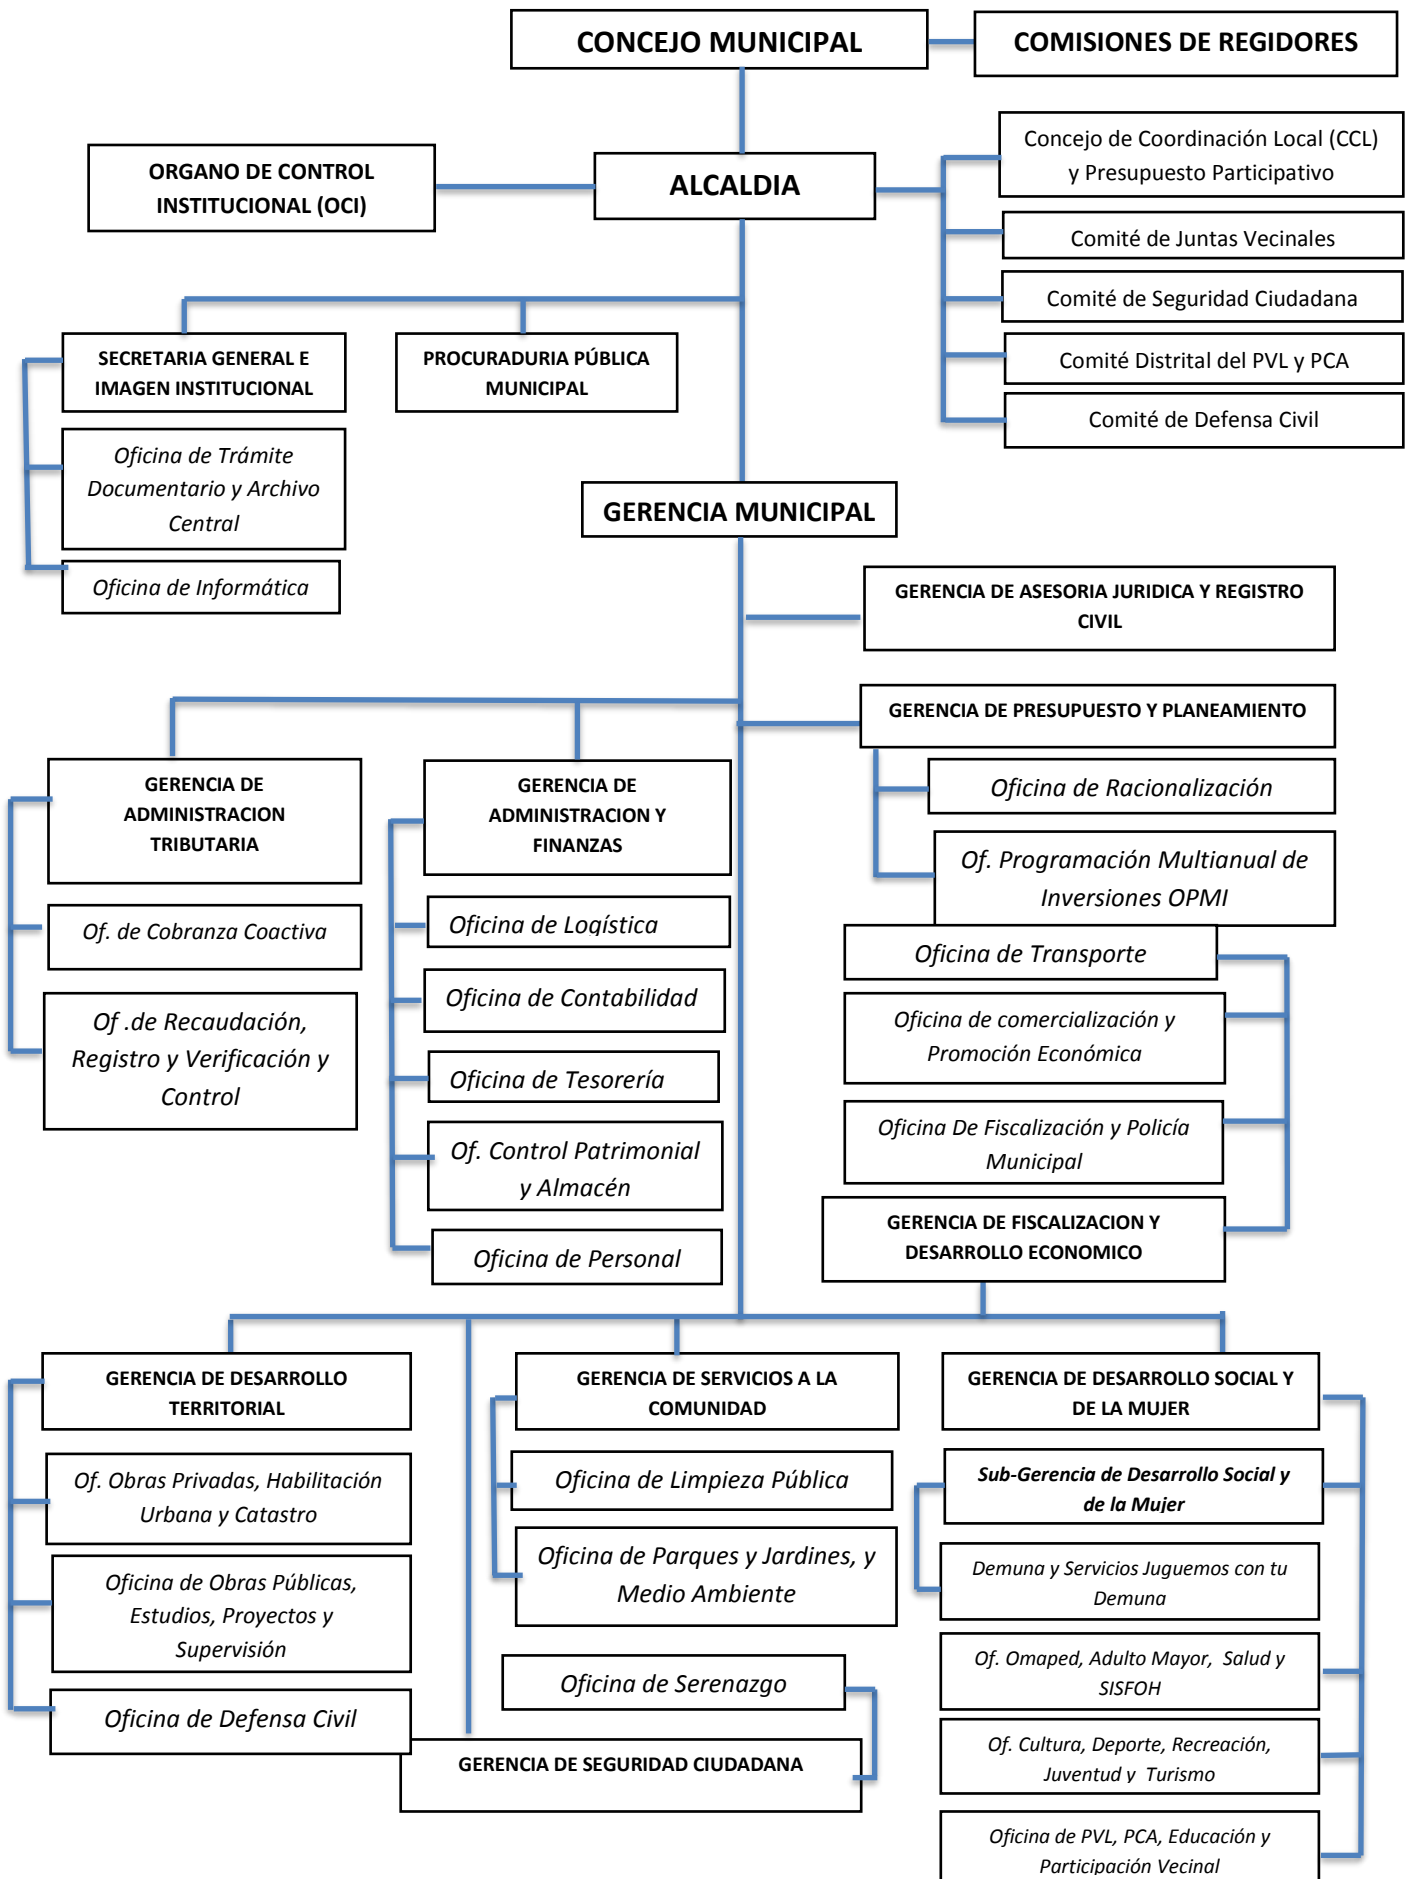 CONCEJO MUNICIPAL
COMISIONES DE REGIDORES
ORGANO DE CONTROL
INSTITUCIONAL (OCI)
ALCALDIA
Concejo de Coordinación Local (CCL)
y Presupuesto Participativo
Comité de Juntas Vecinales
Comité de Seguridad Ciudadana
Comité Distrital del PVL y PCA
Comité de Defensa Civil
SECRETARIA GENERAL E
IMAGEN INSTITUCIONAL
PROCURADURIA PÚBLICA
MUNICIPAL
Oficina de Trámite
Documentario y Archivo
Central
Oficina de Informática
GERENCIA MUNICIPAL
GERENCIA DE ASESORIA JURIDICA Y REGISTRO
CIVIL
GERENCIA DE PRESUPUESTO Y PLANEAMIENTO
Oficina de Racionalización
Of. Programación Multianual de
Inversiones OPMI
GERENCIA DE
ADMINISTRACION
TRIBUTARIA
Of. de Cobranza Coactiva
Of .de Recaudación,
Registro y Verificación y
Control
GERENCIA DE
ADMINISTRACION Y
FINANZAS
Oficina de Logística
Oficina de Contabilidad
Oficina de Tesorería
Of. Control Patrimonial
y Almacén
Oficina de Personal
Oficina de Transporte
Oficina de comercialización y
Promoción Económica
Oficina De Fiscalización y Policía
Municipal
GERENCIA DE FISCALIZACION Y
DESARROLLO ECONOMICO
GERENCIA DE DESARROLLO
TERRITORIAL
Of. Obras Privadas, Habilitación
Urbana y Catastro
Oficina de Obras Públicas,
Estudios, Proyectos y
Supervisión
Oficina de Defensa Civil
GERENCIA DE SERVICIOS A LA
COMUNIDAD
Oficina de Limpieza Pública
Oficina de Parques y Jardines, y
Medio Ambiente
Oficina de Serenazgo
GERENCIA DE SEGURIDAD CIUDADANA
GERENCIA DE DESARROLLO SOCIAL Y
DE LA MUJER
Sub-Gerencia de Desarrollo Social y
de la Mujer
Demuna y Servicios Juguemos con tu
Demuna
Of. Omaped, Adulto Mayor, Salud y
SISFOH
Of. Cultura, Deporte, Recreación,
Juventud y Turismo
Oficina de PVL, PCA, Educación y
Participación Vecinal